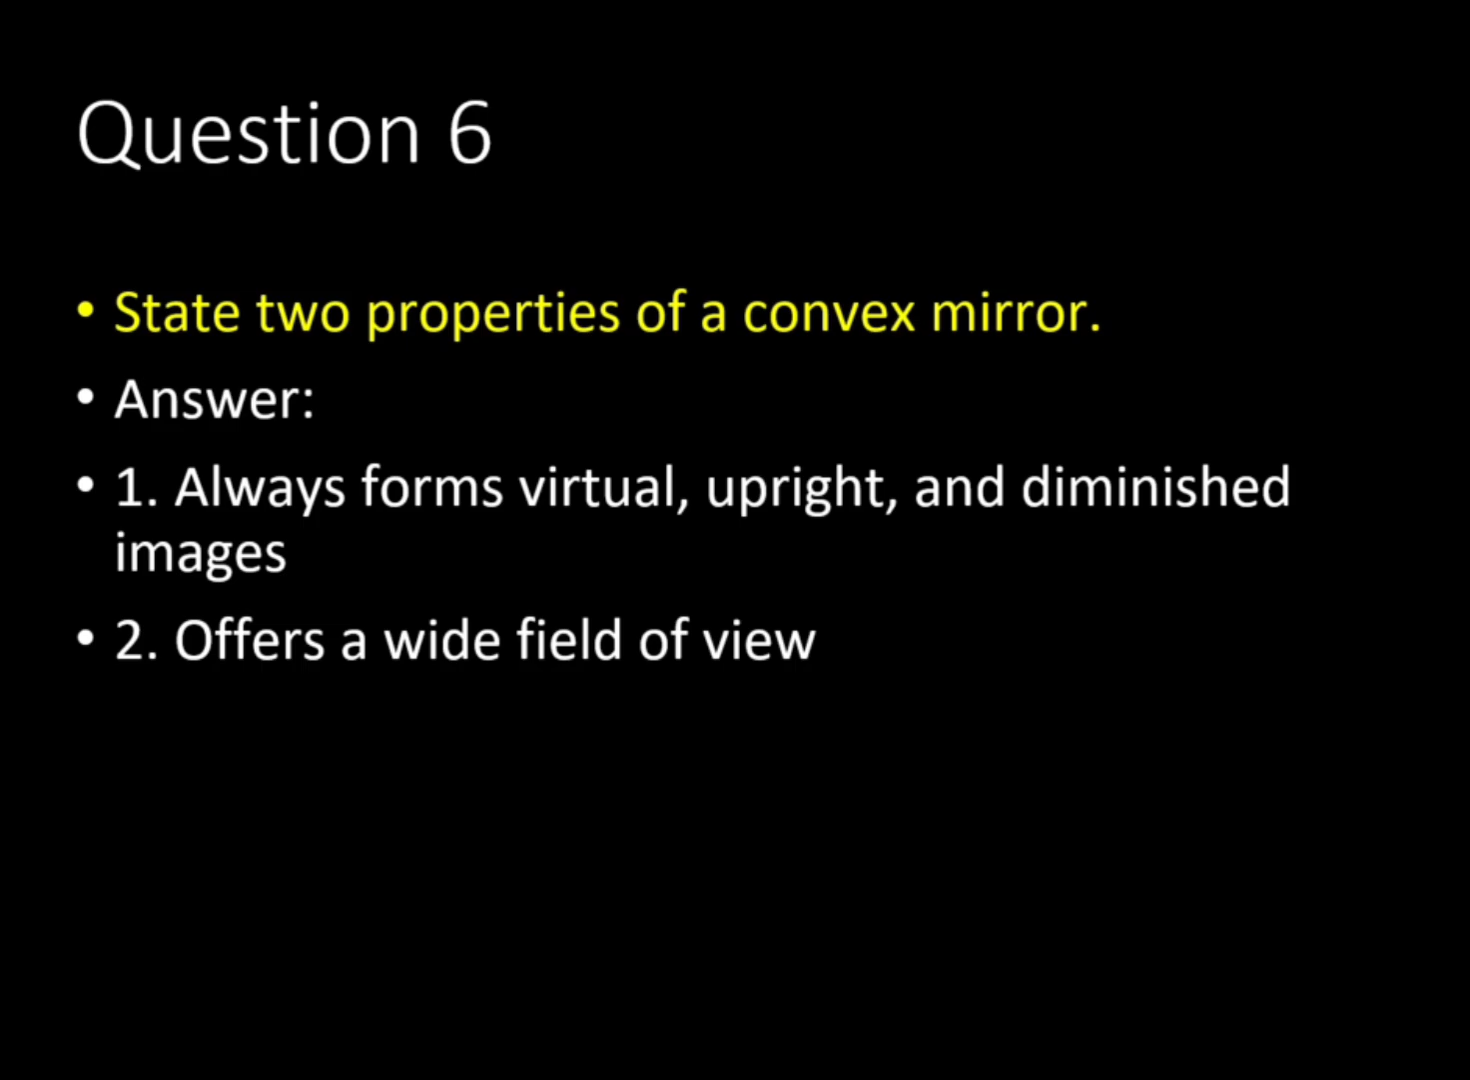 Question 6
• State two properties of a convex mirror.
• Answer:
• 1. Always forms virtual, upright, and diminished
images
• 2. Offers a wide field of view